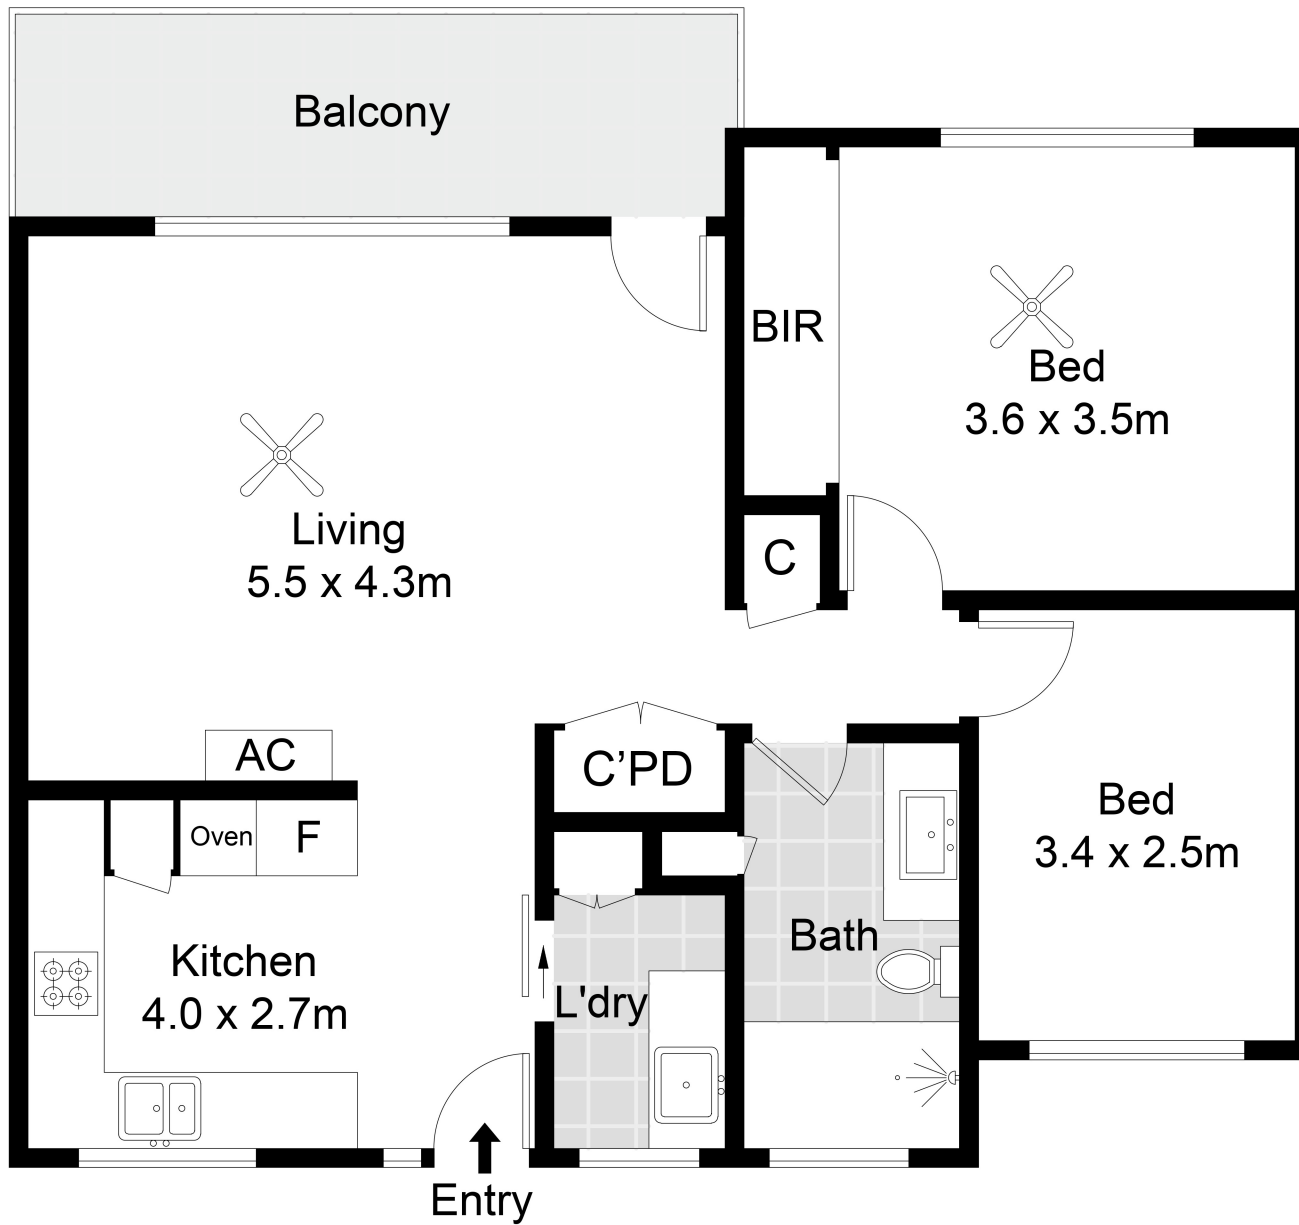 Balcony
BIR
Bed
3.6 x 3.5m
Living
5.5 x 4.3m
C
AC
C’PD
Oven
F
Bed
3.4 x 2.5m
Kitchen
4.0 x 2.7m
L'dry
Bath
Entry